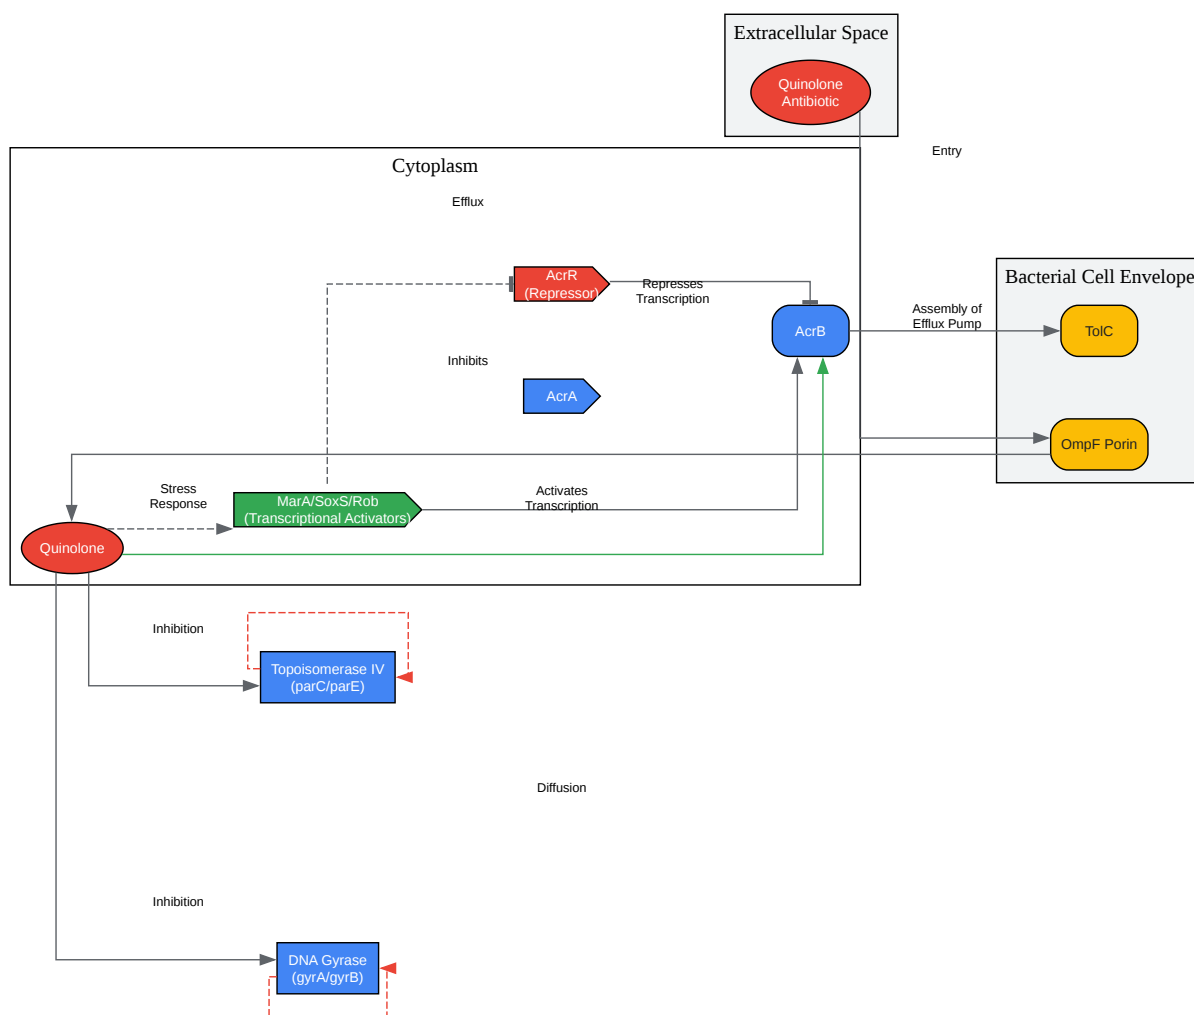 Extracellular Space
Quinolone
Antibiotic
Entry
Cytoplasm
Efflux
AcrR
(Repressor)
Represses
Transcription
Bacterial Cell Envelope
Assembly of
Efflux Pump
AcrB
TolC
Inhibits
AcrA
OmpF Porin
Stress
Response
MarA/SoxS/Rob
(Transcriptional Activators)
Activates
Transcription
Quinolone
Inhibition
Topoisomerase IV
(parC/parE)
Diffusion
Inhibition
DNA Gyrase
(gyrA/gyrB)